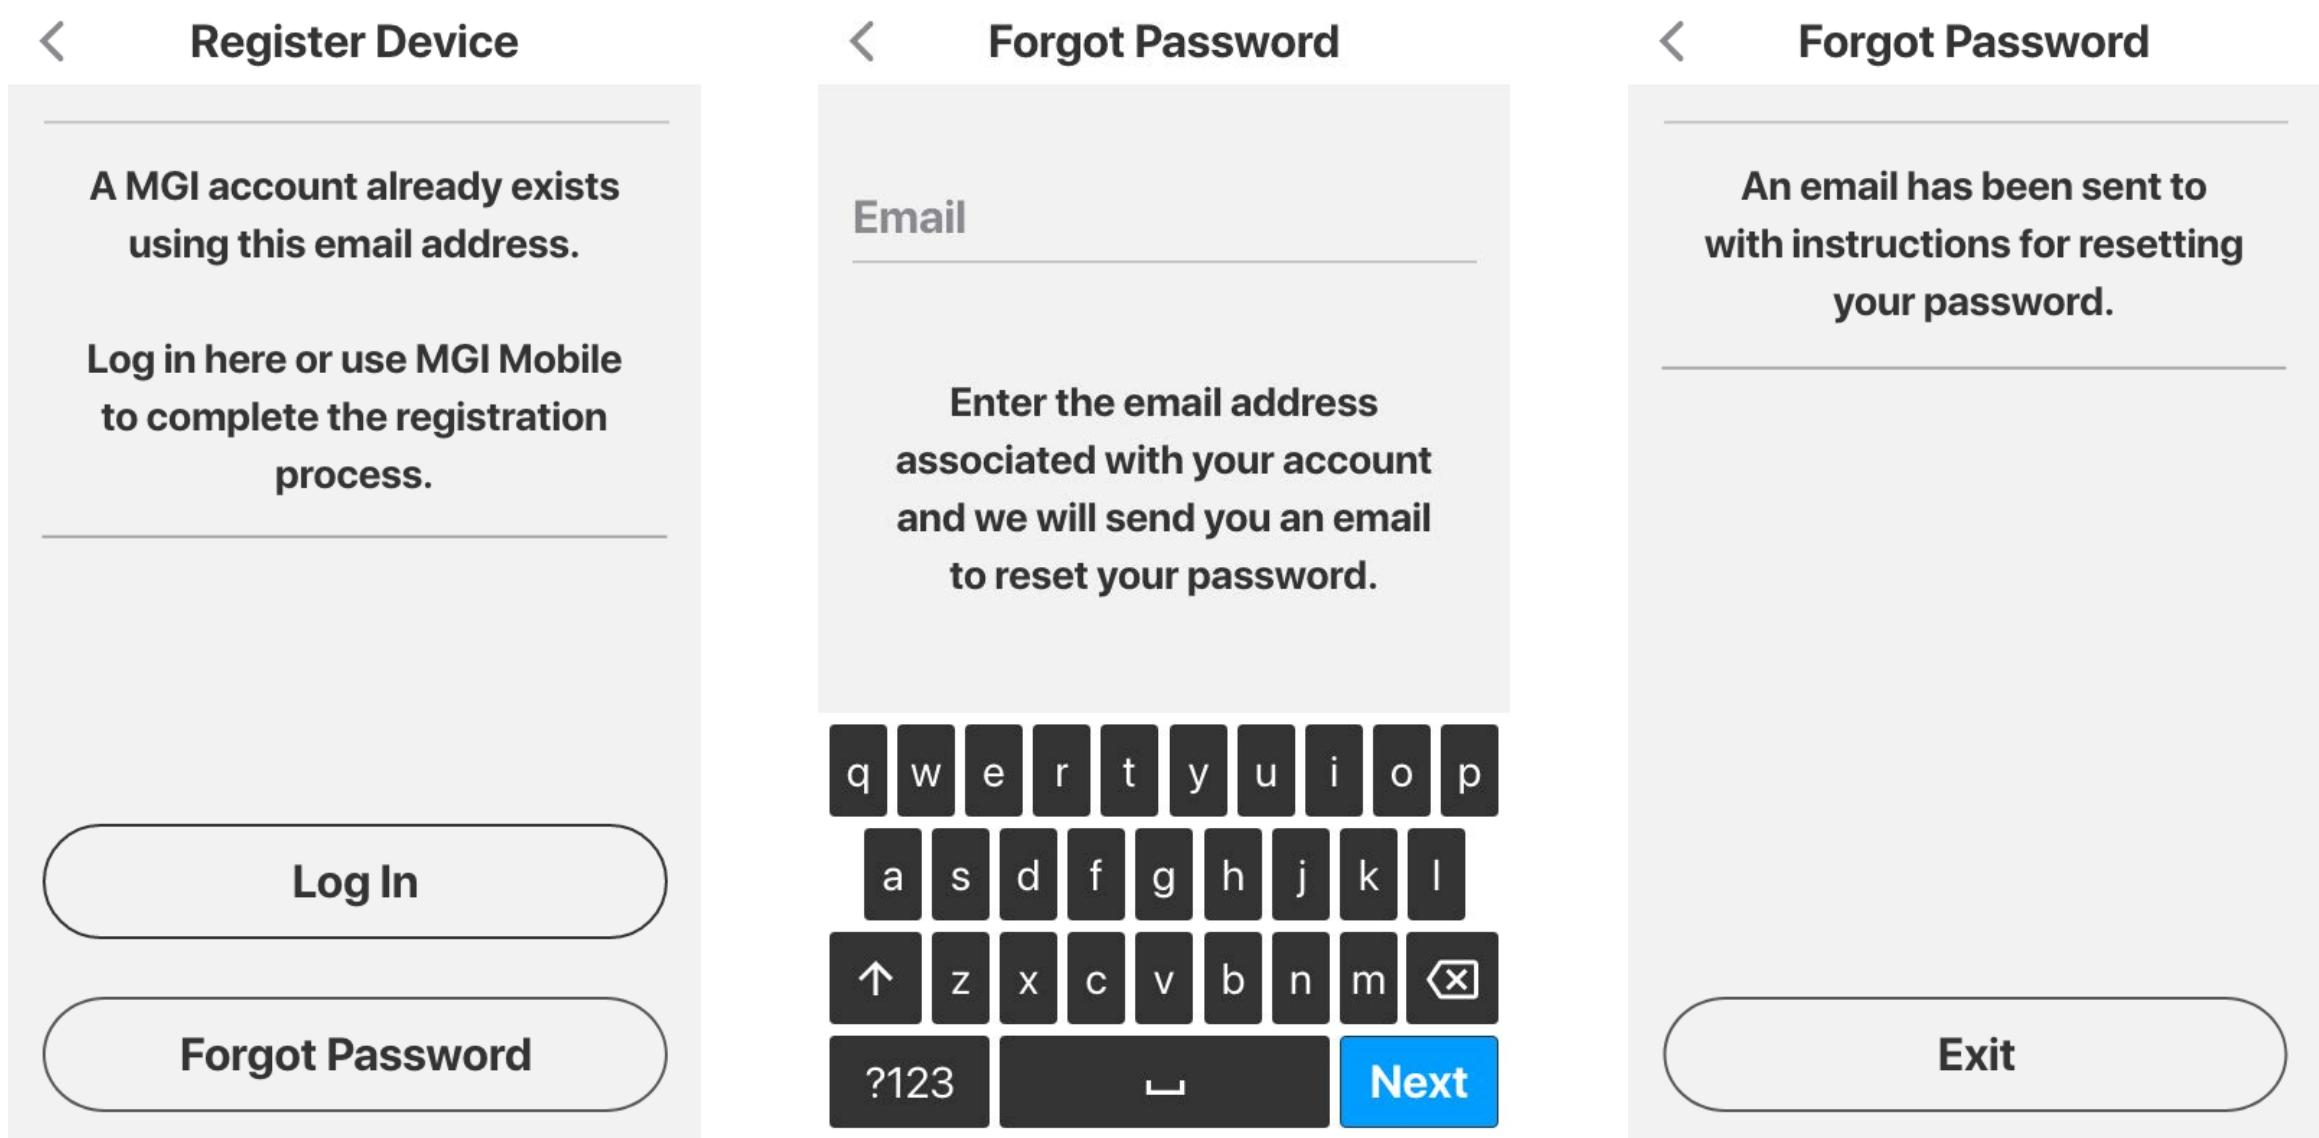 Register Device
A MGI account already exists
using this email address.
Log in here or use MGI Mobile
to complete the registration
process.
Log In
Forgot Password
Forgot Password
Email
Enter the email address
associated with your account
and we will send you an email
to reset your password.
q w e r t y u i o p
a s d f g h j k l
z x c v b n m
?123 Next
Forgot Password
An email has been sent to
with instructions for resetting
your password.
Exit